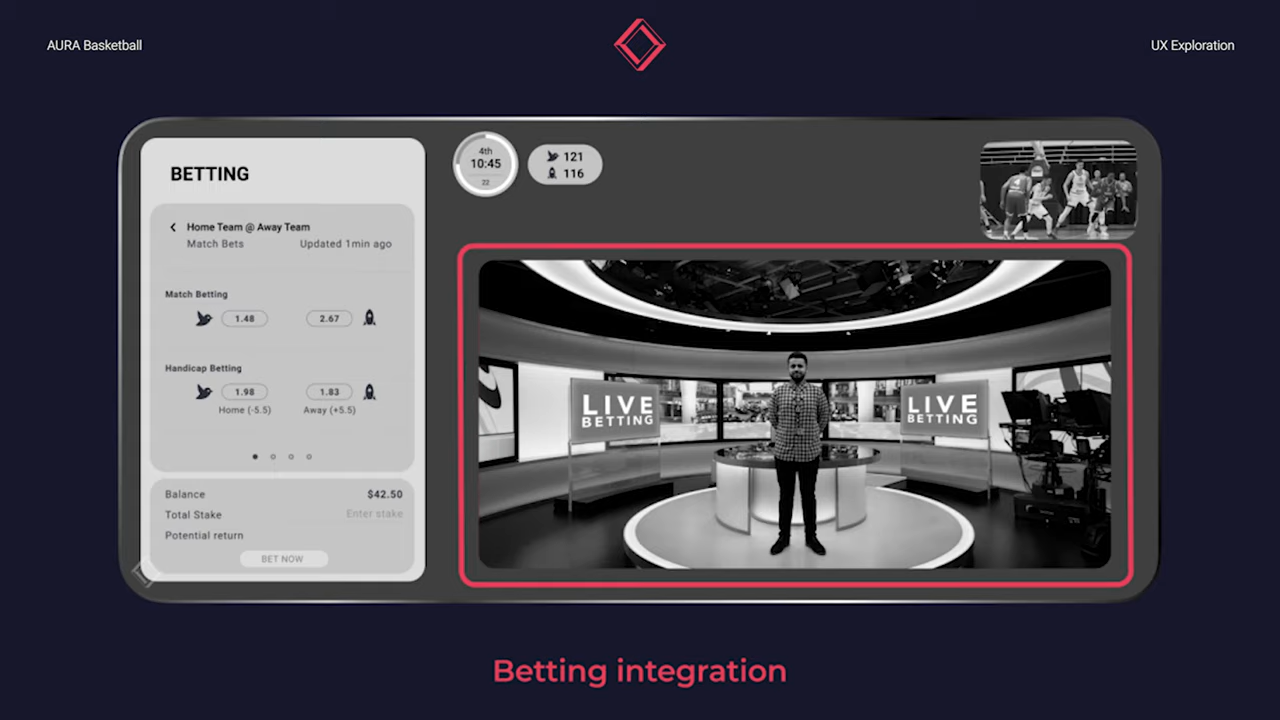 AURA Basketball
UX Exploration
BETTING
Home Team @ Away Team
Match Bets
Updated 1min ago
Match Betting
1.48
2.67
Handicap Betting
1.98
1.83
Home (-5.5)
Away (+5.5)
Balance
$42.50
Total Stake
Enter stake
Potential return
BET NOW
4th
10:45
22
121
116
LIVE
BETTING
LIVE
BETTING
Betting integration